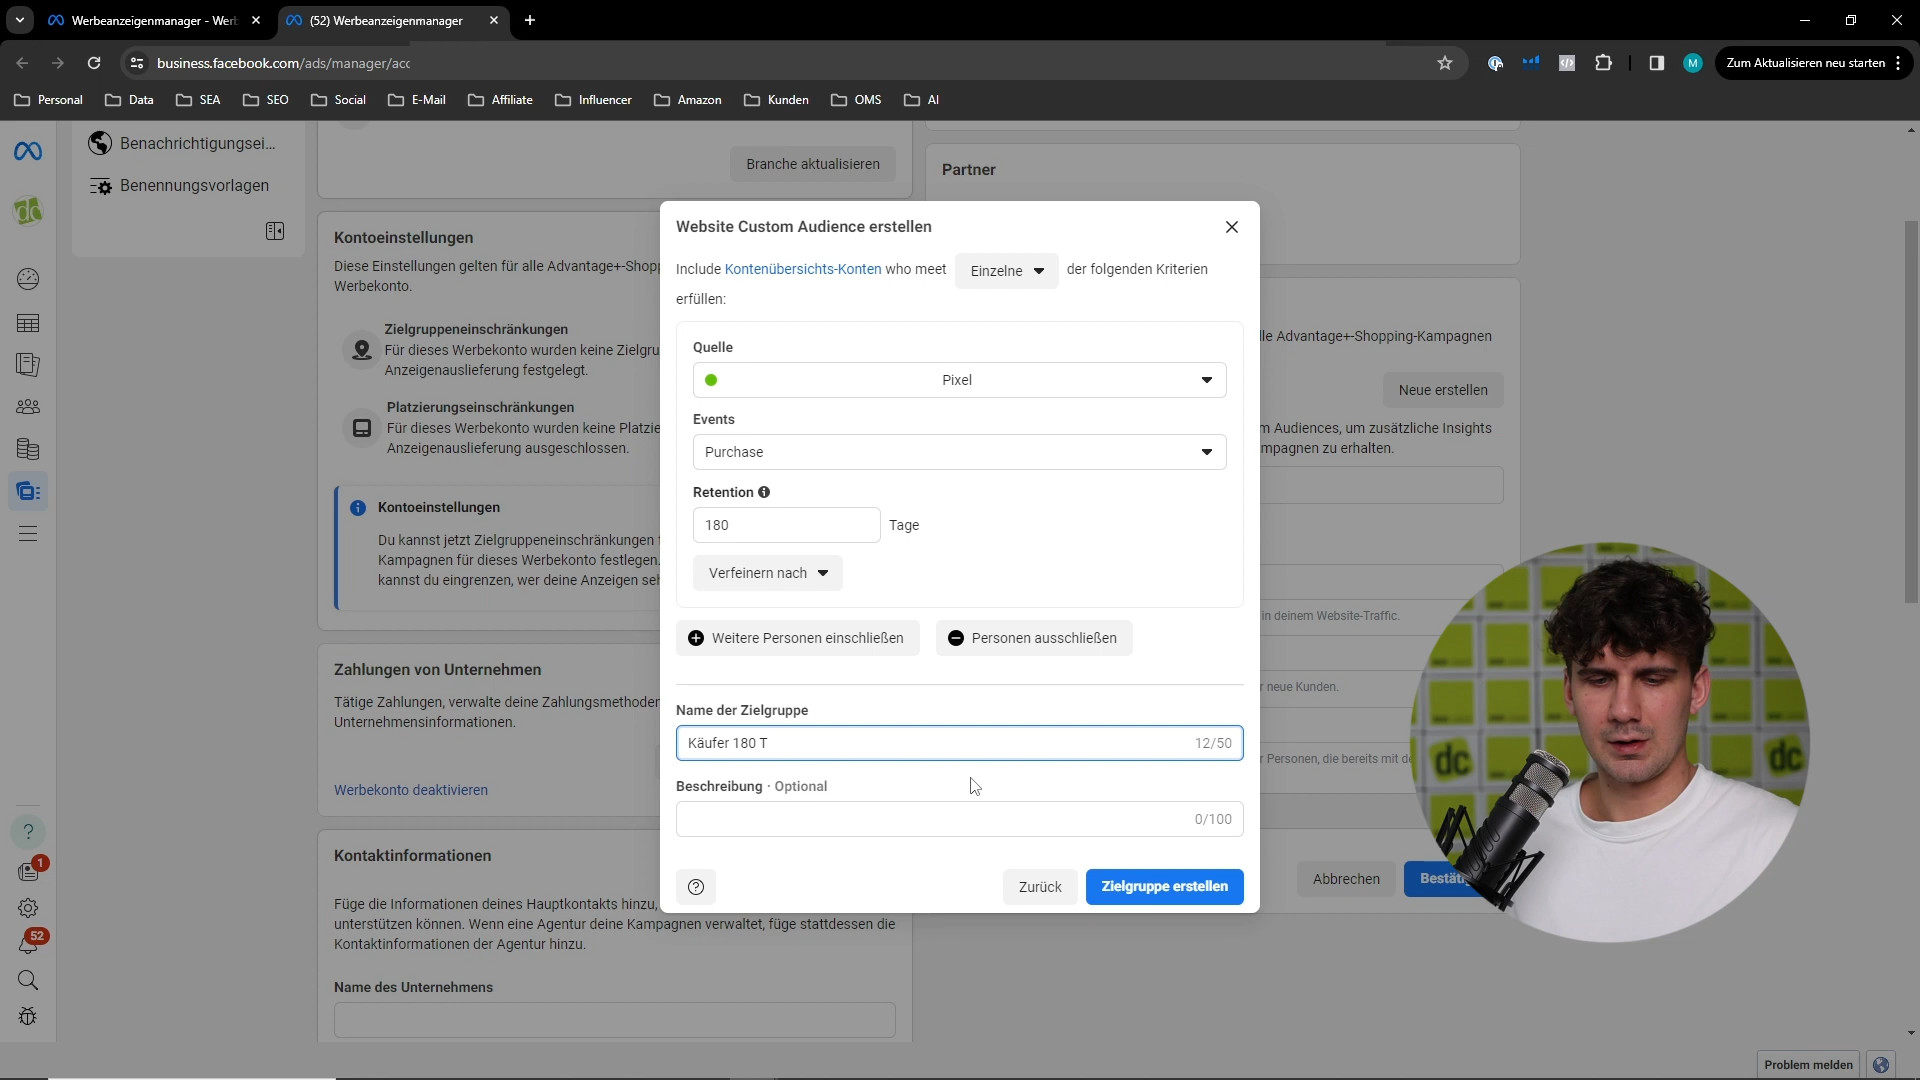 Werbeanzeigenmanager - Wer
(52) Werbeanzeigenmanager
business.facebook.com/ads/manager/acc
M
Zum Aktualisieren neu starten
Personal
Data
SEA
SEO
Social
E-Mail
Affiliate
Influencer
Amazon
Kunden
OMS
AI
Benachrichtigungsei...
Benennungsvorlagen
Branche aktualisieren
Kontoeinstellungen
Diese Einstellungen gelten für alle Advantage+-Shopp
Werbekonto.
Zielgruppeneinschränkungen
Für dieses Werbekonto wurden keine Zielgru
Anzeigenauslieferung festgelegt.
Platzierungseinschränkungen
Für dieses Werbekonto wurden keine Platzie
Anzeigenauslieferung ausgeschlossen.
Kontoeinstellungen
Du kannst jetzt Zielgruppeneinschränkungen
Kampagnen für dieses Werbekonto festlegen.
kannst du eingrenzen, wer deine Anzeigen seh
Zahlungen von Unternehmen
Tätige Zahlungen, verwalte deine Zahlungsmethoden
Unternehmensinformationen.
Werbekonto deaktivieren
Kontaktinformationen
Füge die Informationen deines Hauptkontakts hinzu,
unterstützen können. Wenn eine Agentur deine Kampagnen verwaltet, füge stattdessen die
Kontaktinformationen der Agentur hinzu.
Name des Unternehmens
Website Custom Audience erstellen
Include Kontenübersichts-Konten who meet Einzelne der folgenden Kriterien
erfüllen:
Quelle
Pixel
Events
Purchase
Retention
180 Tage
Verfeinern nach
Weitere Personen einschließen
Personen ausschließen
Name der Zielgruppe
Käufer 180 T 12/50
Beschreibung · Optional
0/100
Zurück
Zielgruppe erstellen
Partner
lle Advantage+-Shopping-Kampagnen
Neue erstellen
m Audiences, um zusätzliche Insights
mpagnen zu erhalten.
in deinem Website-Traffic.
r neue Kunden.
r Personen, die bereits mit de
Abbrechen
Bestäti
dc
dc
dc
1
52
Problem melden